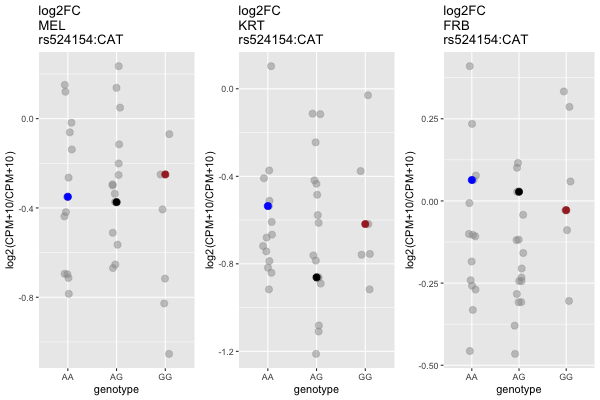 log2FC
MEL
rs524154:CAT
log2(CPM+10/CPM+10)
0.0
-0.4
-0.8
AA
AG
GG
genotype
log2FC
KRT
rs524154:CAT
log2(CPM+10/CPM+10)
0.0
-0.4
-0.8
-1.2
AA
AG
GG
genotype
log2FC
FRB
rs524154:CAT
log2(CPM+10/CPM+10)
0.25
0.00
-0.25
-0.50
AA
AG
GG
genotype